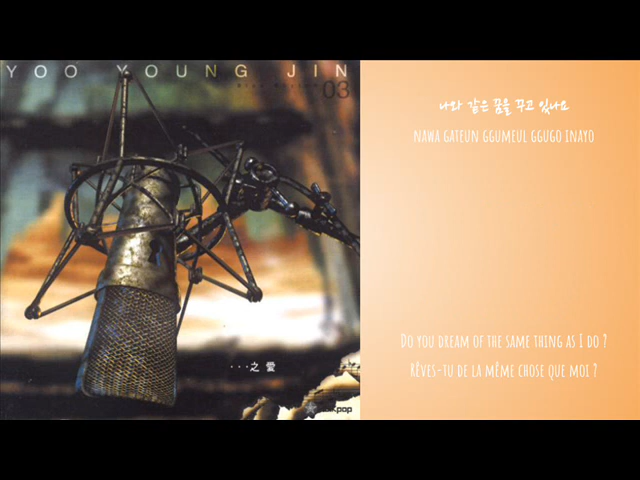 YOO YOUNG JIN
03
···之愛
나와 같은 꿈을 꾸고 있나요
NAWA GATEUN GGUMEUL GGUGO INAYO
DO YOU DREAM OF THE SAME THING AS I DO ?
RÊVES-TU DE LA MÊME CHOSE QUE MOI ?